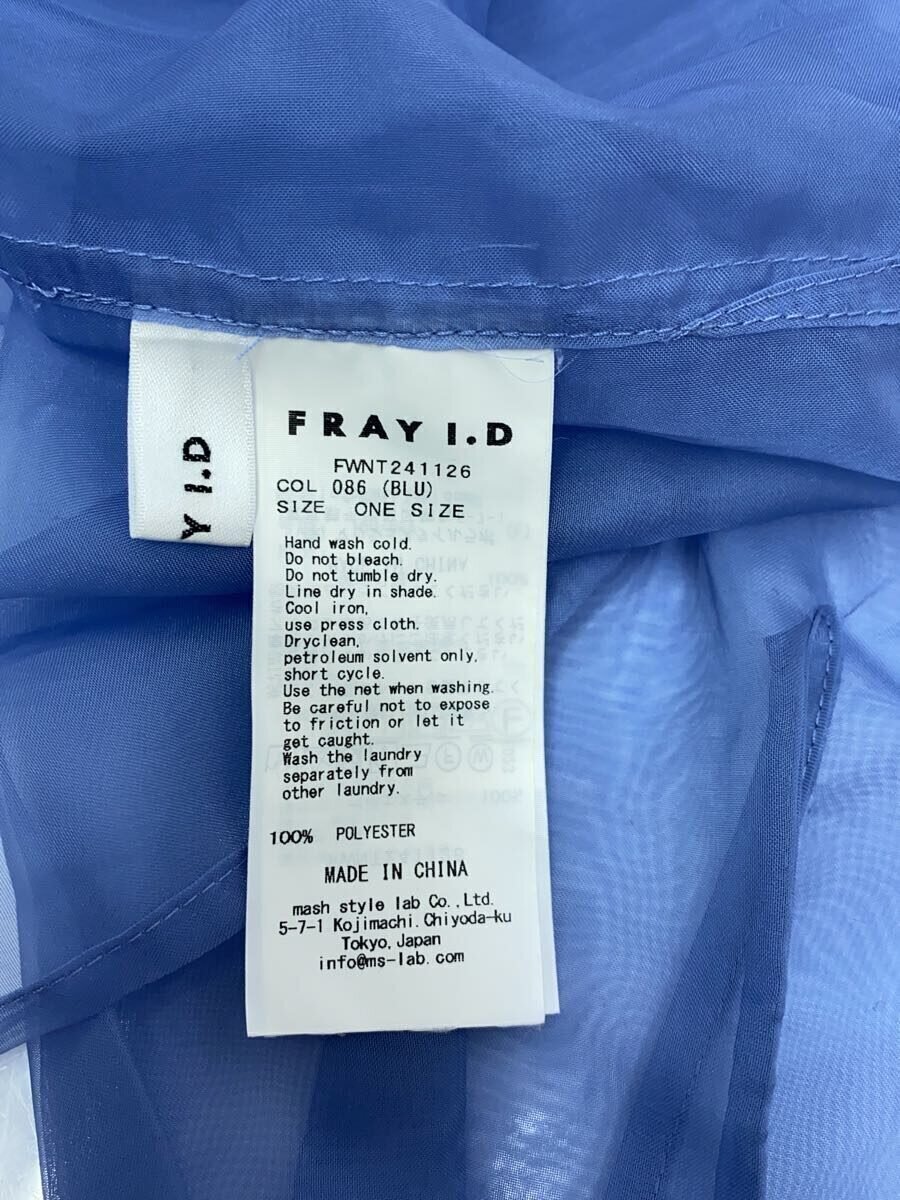 FRAY I.D
Y I.D
FWNT241126
COL 086 (BLU)
SIZE ONE SIZE
Hand wash cold.
Do not bleach.
Do not tumble dry.
Line dry in shade.
Cool iron,
use press cloth.
Dryclean,
petroleum solvent only,
short cycle.
Use the net when washing.
Be careful not to expose
to friction or let it
get caught.
Wash the laundry
separately from
other laundry.
100% POLYESTER
MADE IN CHINA
mash style lab Co., Ltd.
5-7-1 Kojimachi. Chiyoda-ku
Tokyo, Japan
info@ms-lab.com